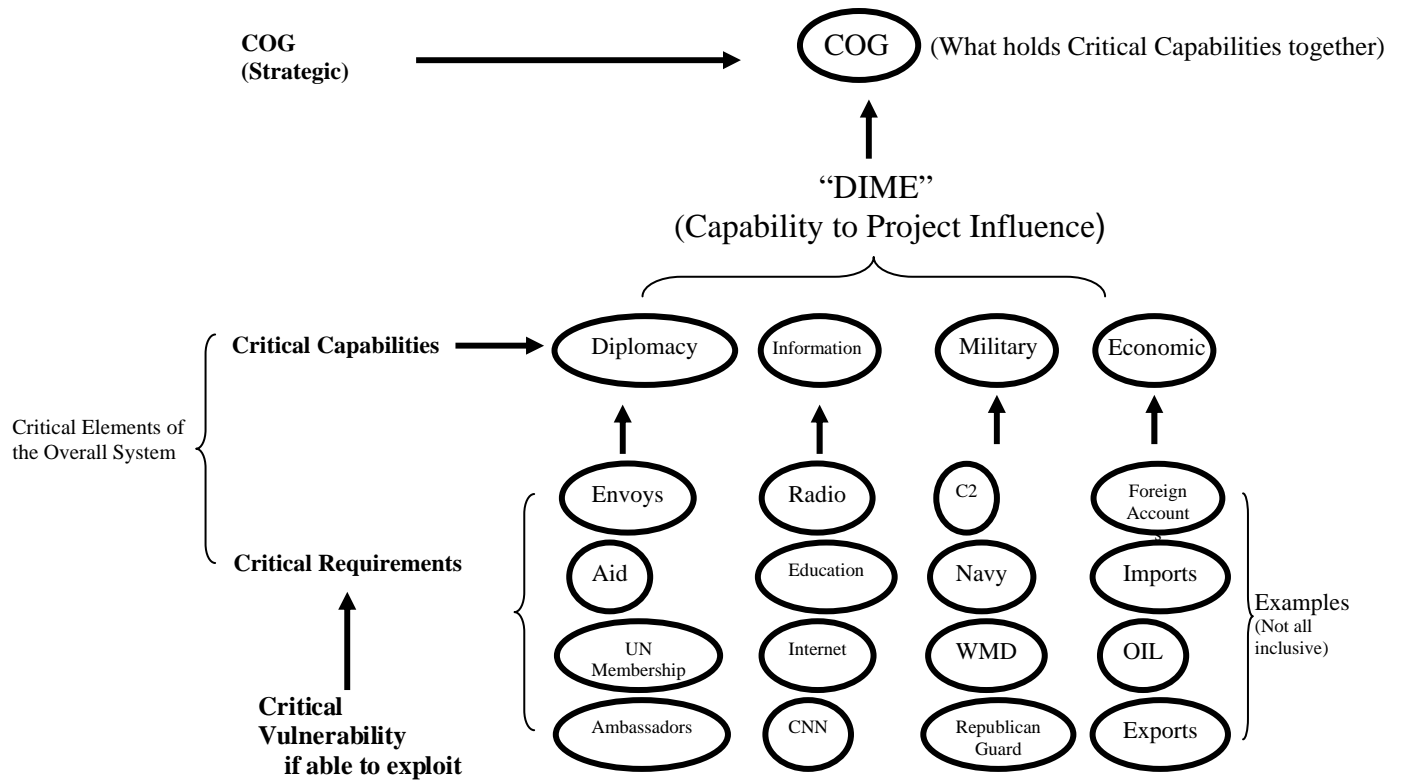 COG
(Strategic)
COG
(What holds Critical Capabilities together)
“DIME”
(Capability to Project Influence)
Critical Capabilities
Diplomacy
Information
Military
Economic
Critical Elements of
the Overall System
Envoys
Radio
C2
Foreign
Account
s
Critical Requirements
Aid
Education
Navy
Imports
Examples
(Not all
inclusive)
UN
Membership
Internet
WMD
OIL
Critical
Vulnerability
if able to exploit
Ambassadors
CNN
Republican
Guard
Exports